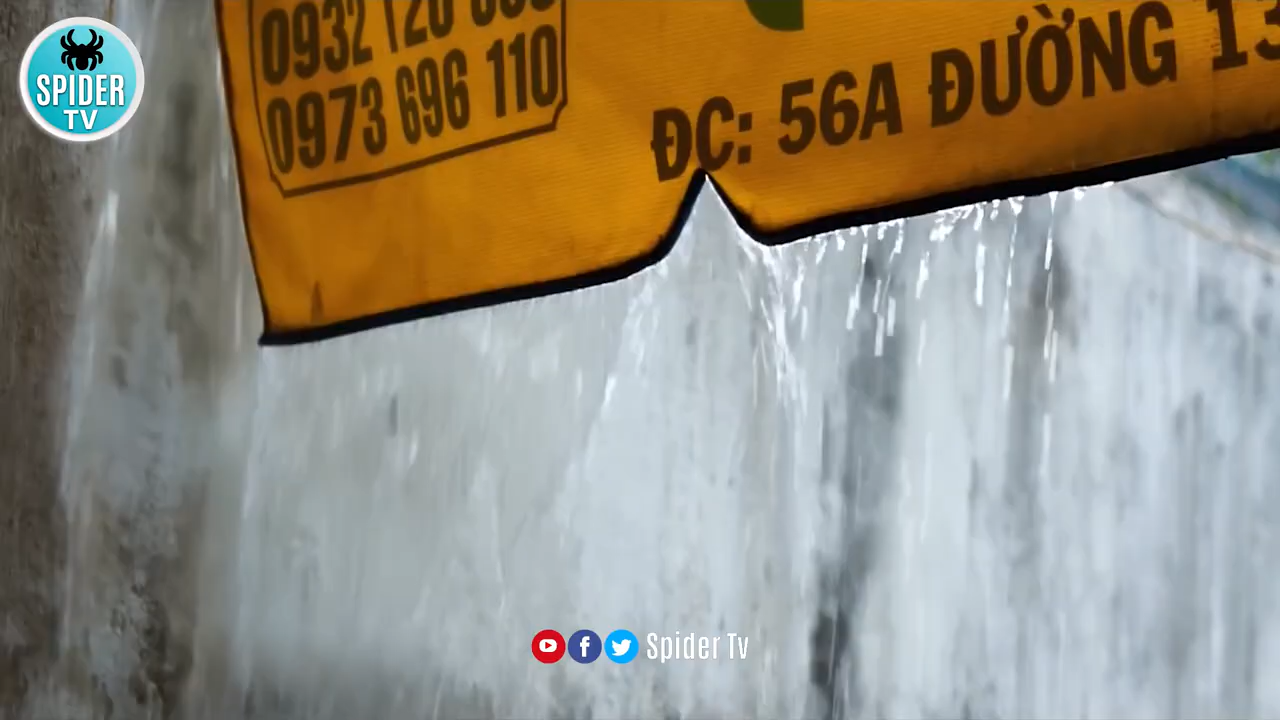 SPIDER
TV
0973 696 110
ĐC: 56A ĐƯỜNG 13
Spider Tv